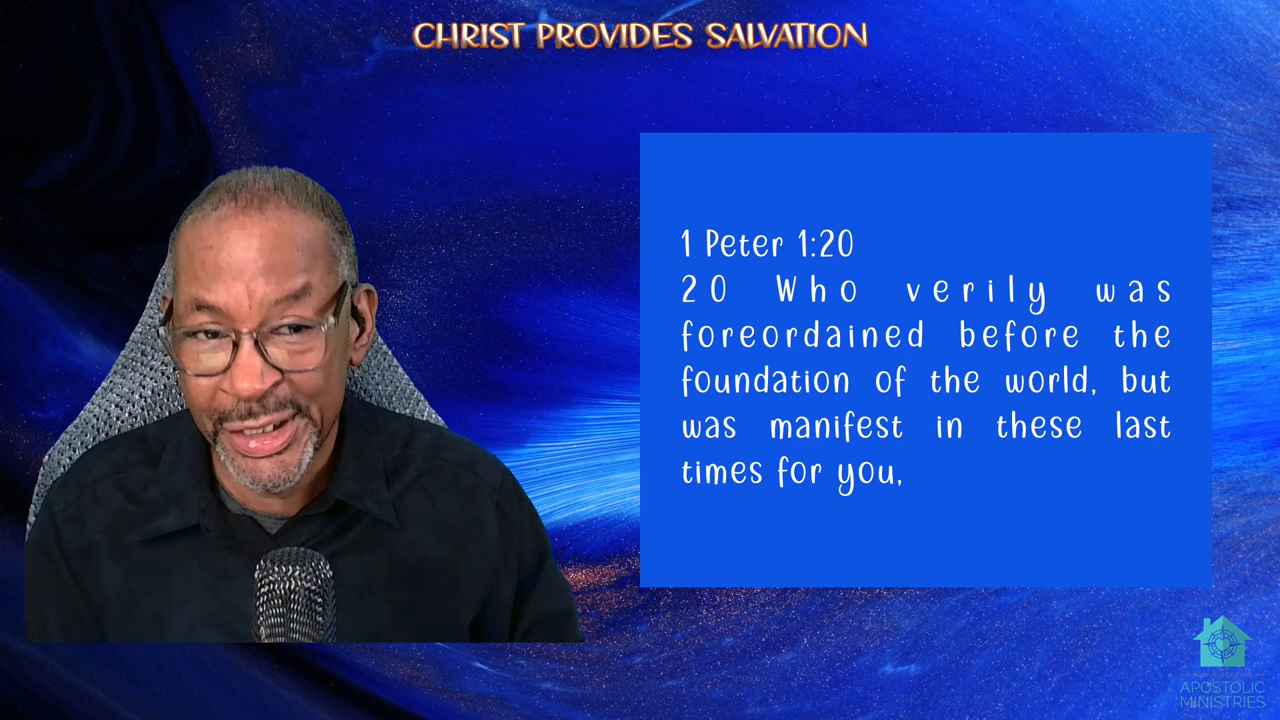 CHRIST PROVIDES SALVATION
1 Peter 1:20
20 Who verily was
foreordained before the
foundation of the world, but
was manifest in these last
times for you,
APOSTOLIC
MINISTRIES